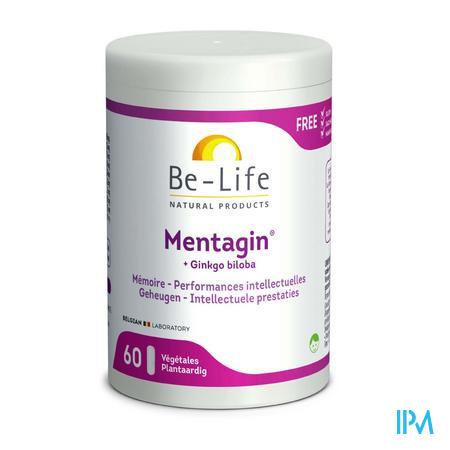 FREE
Be-Life
NATURAL PRODUCTS
Mentagin®
+ Ginkgo biloba
Mémoire - Performances intellectuelles
Geheugen - Intellectuele prestaties
BELGIAN LABORATORY
60 Végétales
Plantaardig
IPM